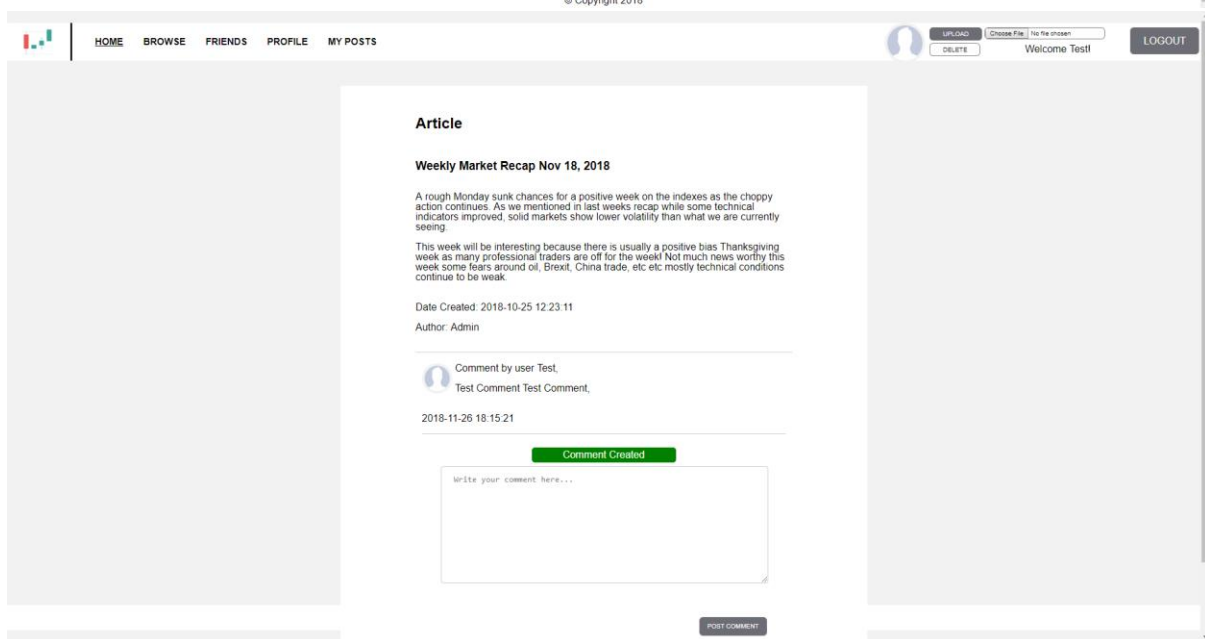 © Copyright 2018
HOME BROWSE FRIENDS PROFILE MY POSTS
UPLOAD
Choose File No file chosen
DELETE
Welcome Test!
LOGOUT
Article
Weekly Market Recap Nov 18, 2018
A rough Monday sunk chances for a positive week on the indexes as the choppy
action continues. As we mentioned in last weeks recap while some technical
indicators improved, solid markets show lower volatility than what we are currently
seeing.
This week will be interesting because there is usually a positive bias Thanksgiving
week as many professional traders are off for the week! Not much news worthy this
week some fears around oil, Brexit, China trade, etc etc mostly technical conditions
continue to be weak.
Date Created: 2018-10-25 12:23:11
Author: Admin
Comment by user Test,
Test Comment Test Comment,
2018-11-26 18:15:21
Comment Created
Write your comment here...
POST COMMENT